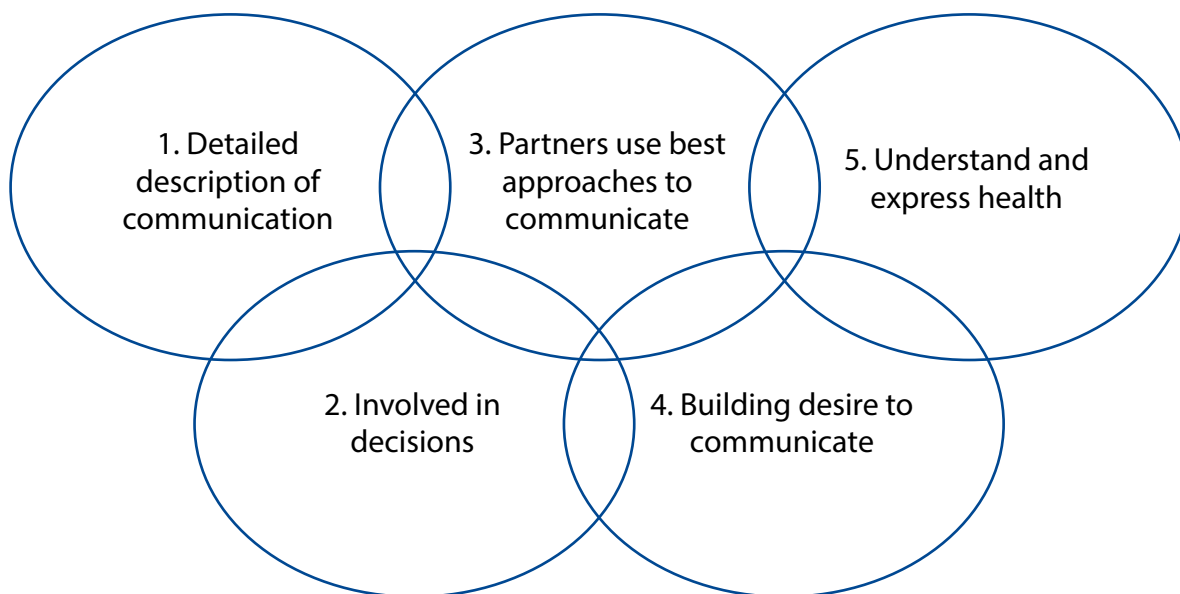 1. Detailed
description of
communication
3. Partners use best
approaches to
communicate
5. Understand and
express health
2. Involved in
decisions
4. Building desire to
communicate